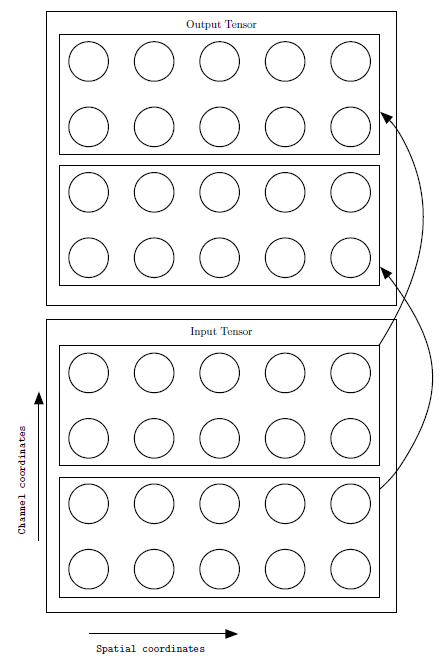 Output Tensor
Input Tensor
Channel coordinates
Spatial coordinates